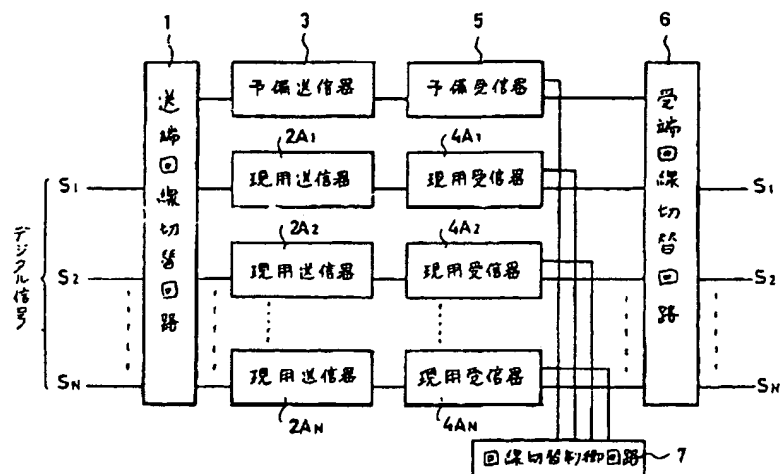 1
3
5
6
送端回線切替回路
予備送信器
予備受信器
受端回線切替回路
2A1
4A1
現用送信器
現用受信器
S1
S1
2A2
4A2
現用送信器
現用受信器
S2
S2
デジタル信号
現用送信器
現用受信器
SN
SN
2AN
4AN
回線切替制御回路
7